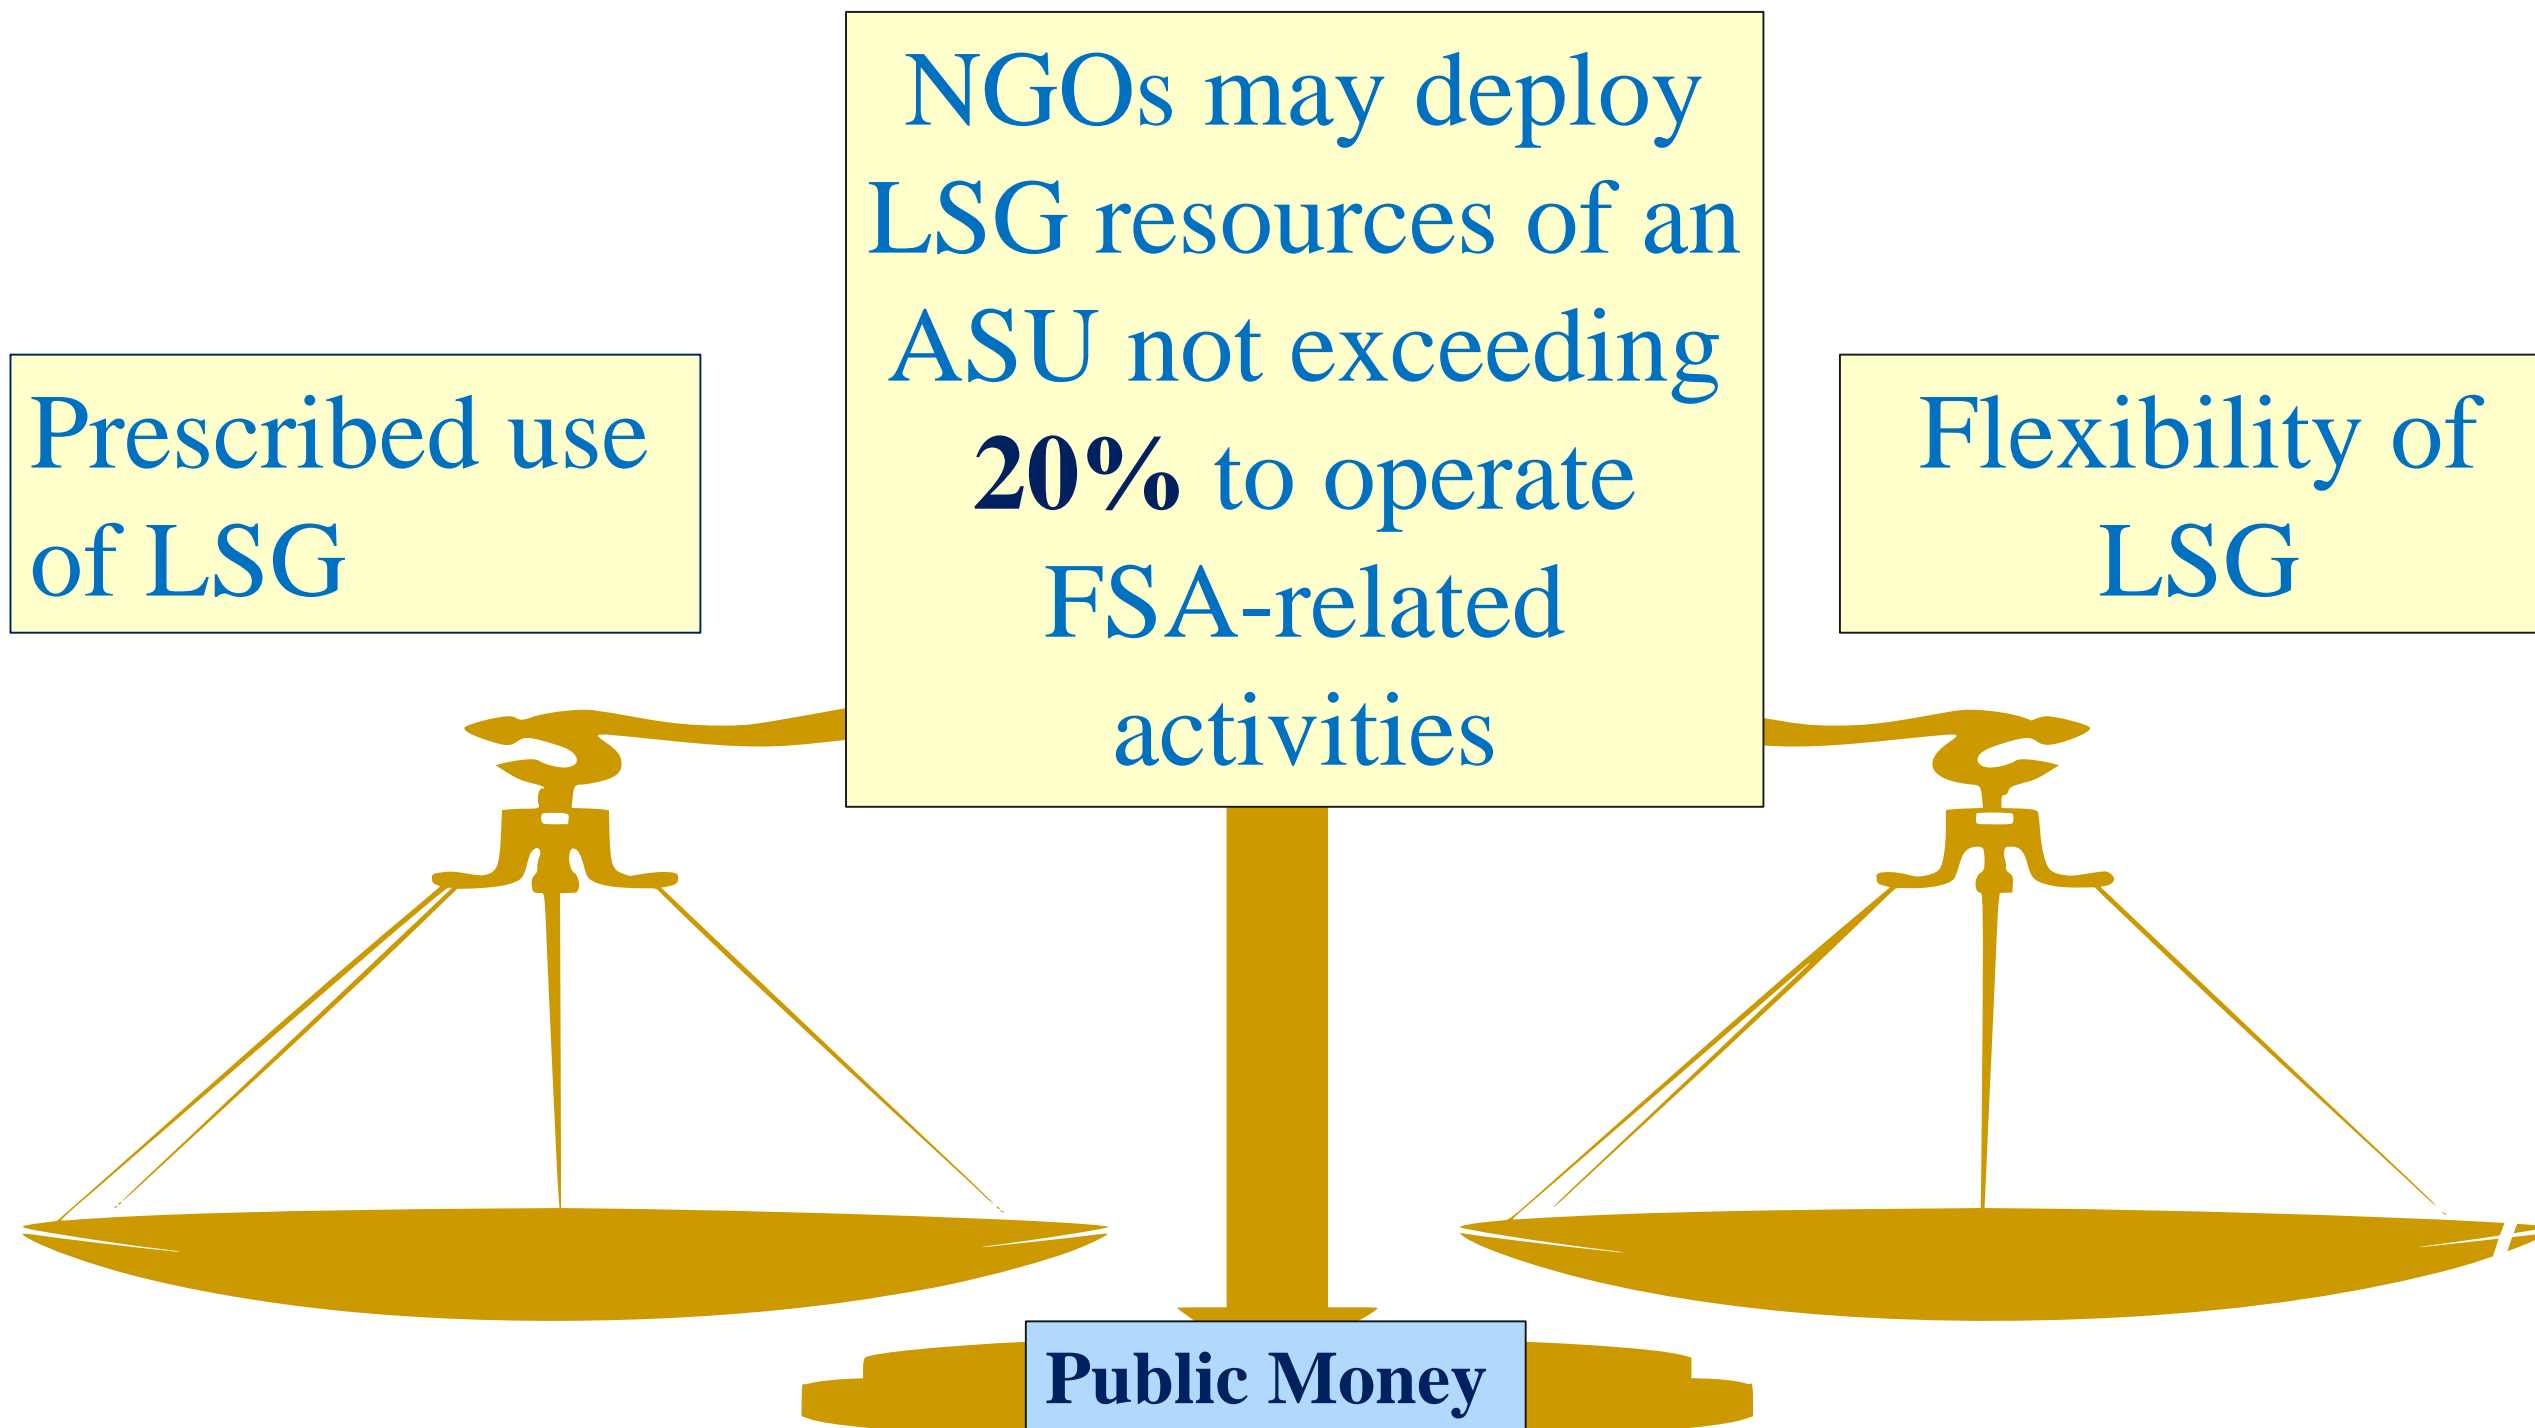 NGOs may deploy
LSG resources of an
ASU not exceeding
20% to operate
FSA-related
activities
Prescribed use
of LSG
Flexibility of
LSG
Public Money